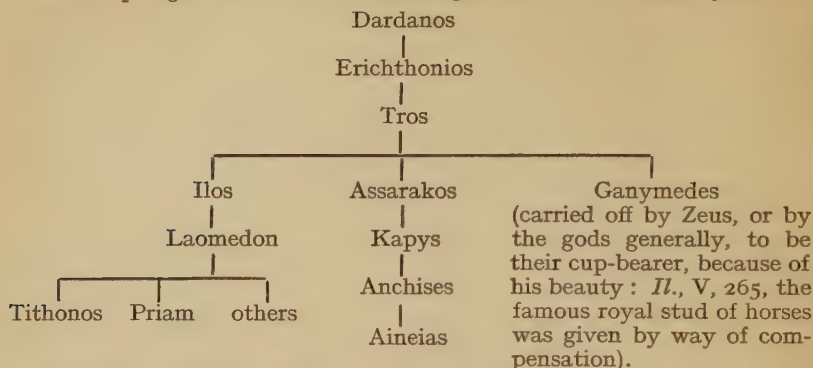 Dardanos
Erichthonios
Tros
Ilos Assarakos Ganymedes
Laomedon Kapys
Tithonos Priam others Anchises
Aineias
(carried off by Zeus, or by
the gods generally, to be
their cup-bearer, because of
his beauty : Il., V, 265, the
famous royal stud of horses
was given by way of com-
pensation).